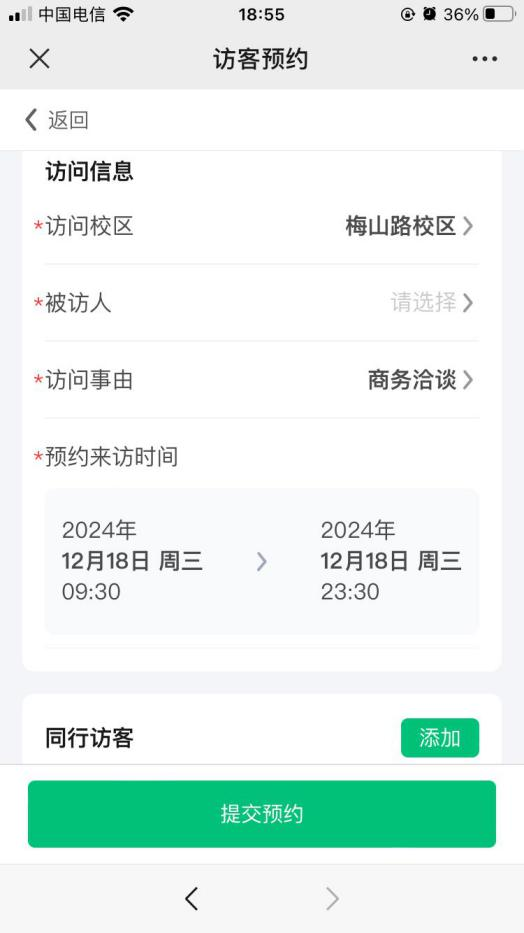 中国电信 18:55 36%
访客预约
返回
访问信息
*访问校区 梅山路校区
*被访人 请选择
*访问事由 商务洽谈
*预约来访时间
2024年 2024年
12月18日 周三 12月18日 周三
09:30 23:30
同行访客 添加
提交预约